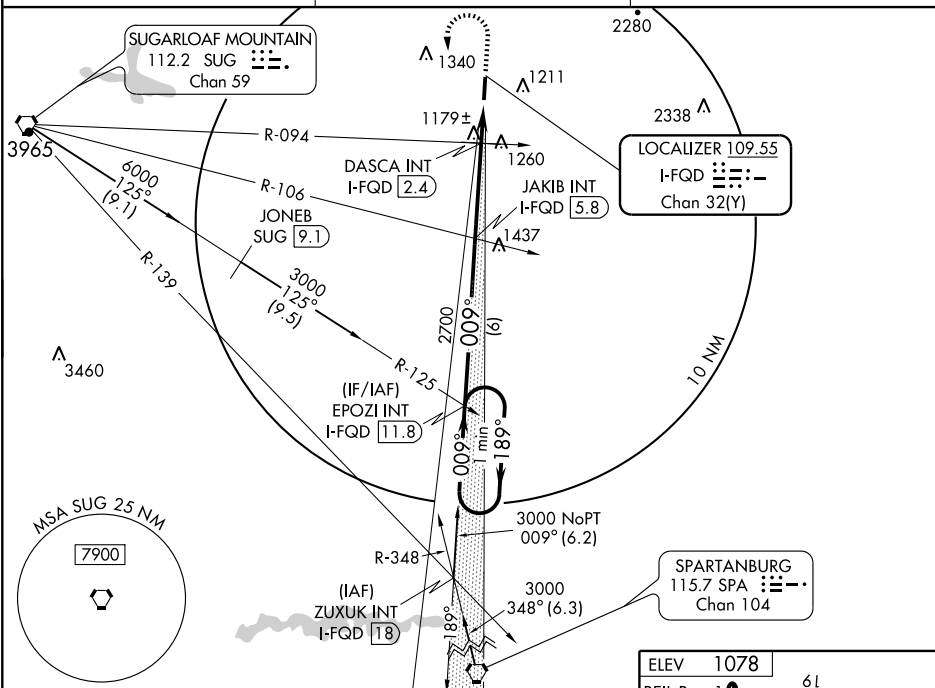 SUGARLOAF MOUNTAIN
112.2 SUG
Chan 59
3965
1340
2280
1211
2338
1179±
1260
R-094
DASCA INT
I-FQD 2.4
LOCALIZER 109.55
I-FQD
Chan 32(Y)
6000
125°
(9.1)
R-106
JAKIB INT
I-FQD 5.8
JONEB
SUG 9.1
1437
R-139
3000
125°
(9.5)
2700
009°
(6)
3460
R-125
10 NM
(IF/IAF)
EPOZI INT
I-FQD 11.8
009°
1 min
189°
MSA SUG 25 NM
7900
3000 NoPT
009° (6.2)
R-348
(IAF)
ZUXUK INT
I-FQD 18
3000
348° (6.3)
189°
SPARTANBURG
115.7 SPA
Chan 104
ELEV 1078